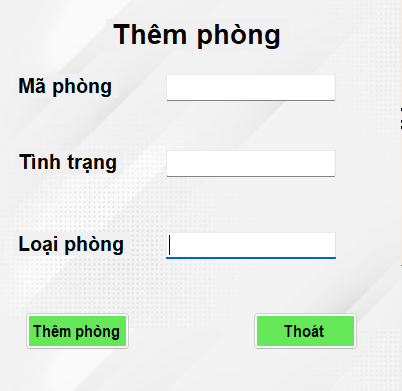 Thêm phòng
Mã phòng
Tình trạng
Loại phòng
Thêm phòng
Thoát